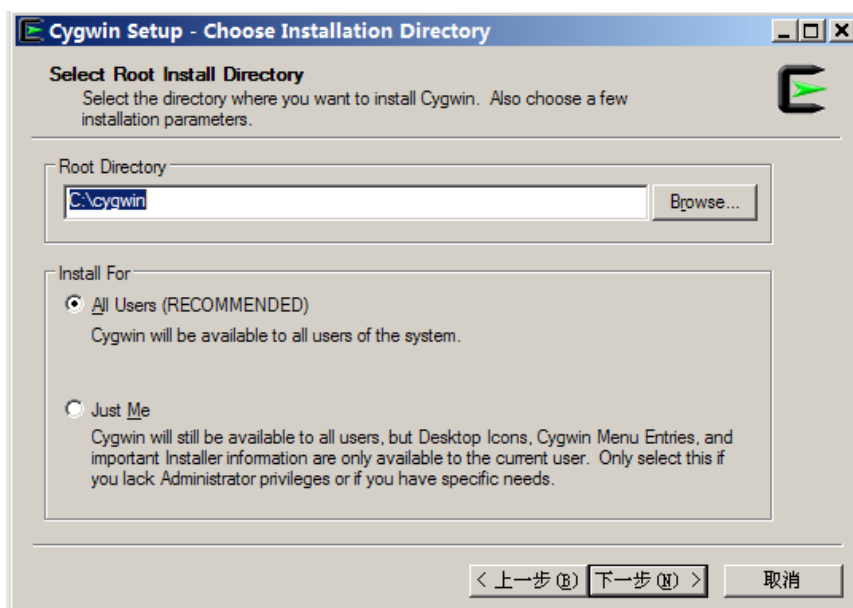 Cygwin Setup - Choose Installation Directory
Select Root Install Directory
Select the directory where you want to install Cygwin. Also choose a few
installation parameters.
Root Directory
C:\cygwin
Browse...
Install For
All Users (RECOMMENDED)
Cygwin will be available to all users of the system.
Just Me
Cygwin will still be available to all users, but Desktop Icons, Cygwin Menu Entries, and
important Installer information are only available to the current user. Only select this if
you lack Administrator privileges or if you have specific needs.
< 上一步(B) 下一步(N) > 取消